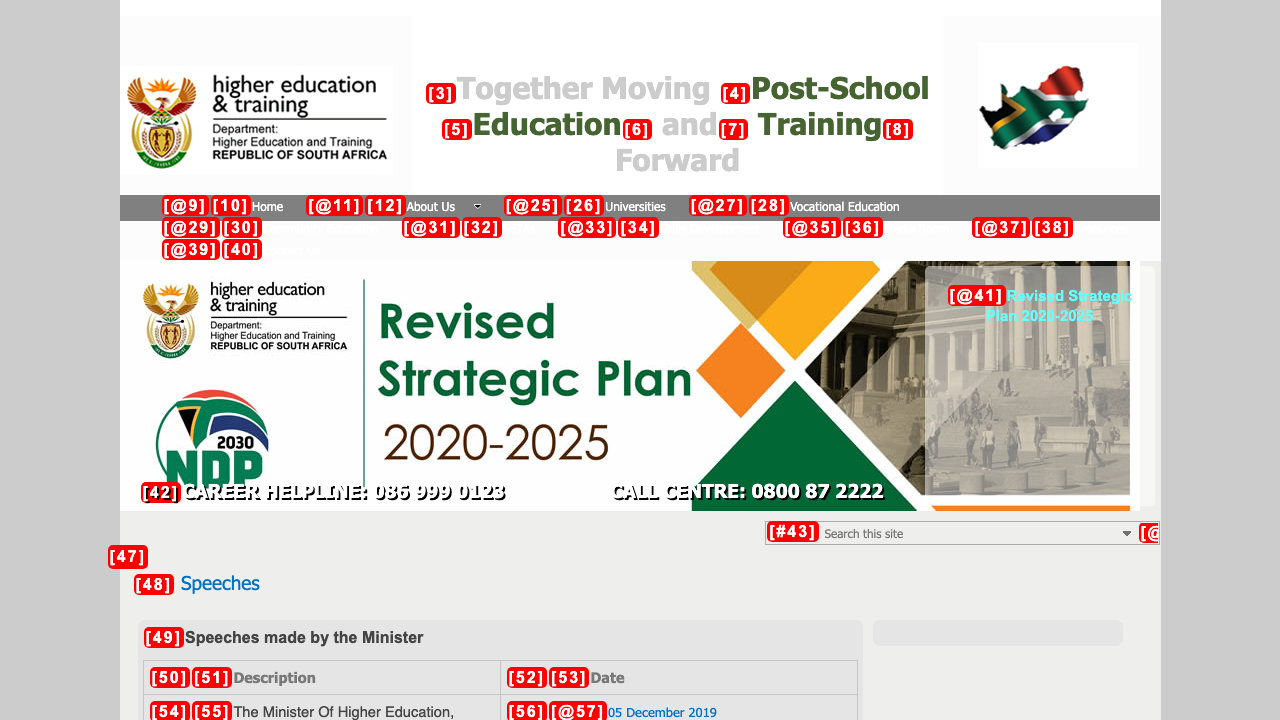 higher education
& training
Department:
Higher Education and Training
REPUBLIC OF SOUTH AFRICA
[3]Together Moving [4]Post-School
[5]Education[6] and[7] Training[8]
Forward
[@9] [10]Home [@11] [12]About Us [@25] [26]Universities [@27] [28]Vocational Education
[@29] [30] [@31] [32] [@33] [34] [@35] [36] [@37] [38]
[@39] [40]
higher education
& training
Department:
Higher Education and Training
REPUBLIC OF SOUTH AFRICA
2030
NDP
Revised
Strategic Plan
2020-2025
[@41]Revised Strategic
Plan 2020-2025
[42]CAREER HELPLINE: 086 999 0123 CALL CENTRE: 0800 87 2222
[#43] Search this site [@
[47]
[48] Speeches
[49]Speeches made by the Minister
[50] [51]Description [52] [53]Date
[54] [55]The Minister Of Higher Education, [56] [@57]05 December 2019